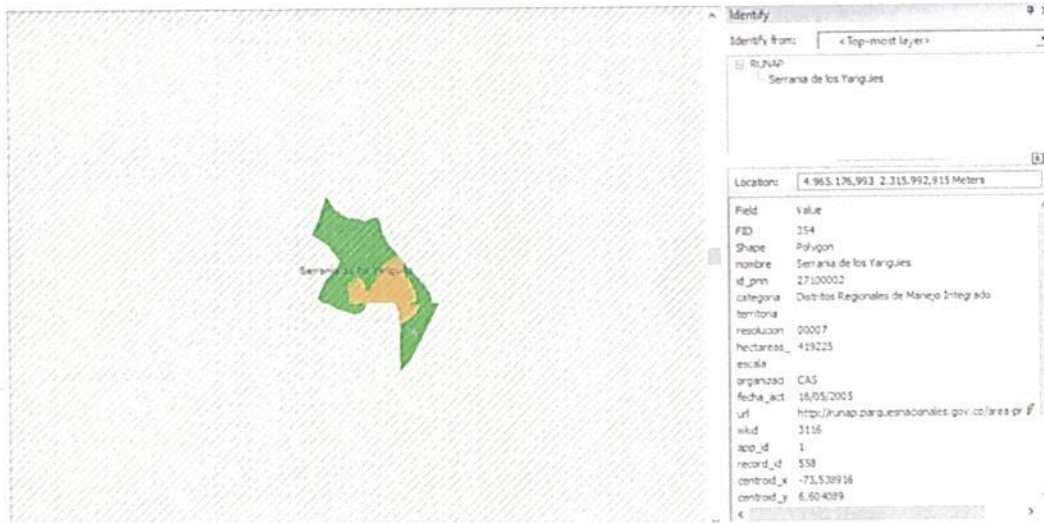 Serrania de los Yariguies
Identify
Identify from: <Top-most layer>
RUNAP
Serrania de los Yariguies
Location: 4.965.176,993 2.315.992,915 Meters
Field Value
FID 354
Shape Polygon
nombre Serrania de los Yariguies
id_pnn 27100002
categoria Distritos Regionales de Manejo Integrado
territoria
resolucion 00007
hectareas_ 419225
escala
organizaci CAS
fecha_act 16/05/2005
url http://runap.parquesnacionales.gov.co/area-pr
wkid 3116
app_id 1
record_id 558
centroid_x -73,538916
centroid_y 6,604089